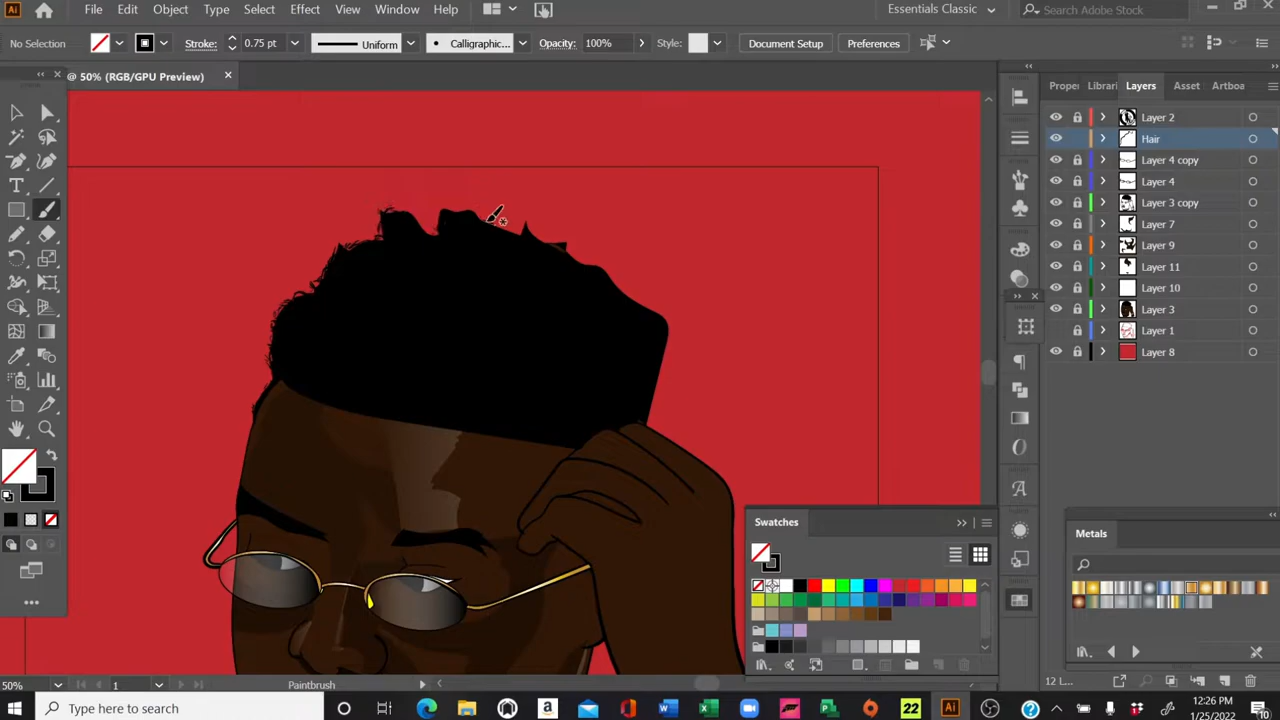 Ai File Edit Object Type Select Effect View Window Help Essentials Classic Search Adobe Stock
No Selection Stroke: 0.75 pt Uniform Calligraphic... Opacity: 100% Style: Document Setup Preferences
@ 50% (RGB/GPU Preview)
Proper Librari Layers Asset Artboa
Layer 2
Hair
Layer 4 copy
Layer 4
Layer 3 copy
Layer 7
Layer 9
Layer 11
Layer 10
Layer 3
Layer 1
Layer 8
Swatches
Metals
50% 1 Paintbrush
12 L...
Type here to search
22
Ai
12:26 PM
1/25/2022